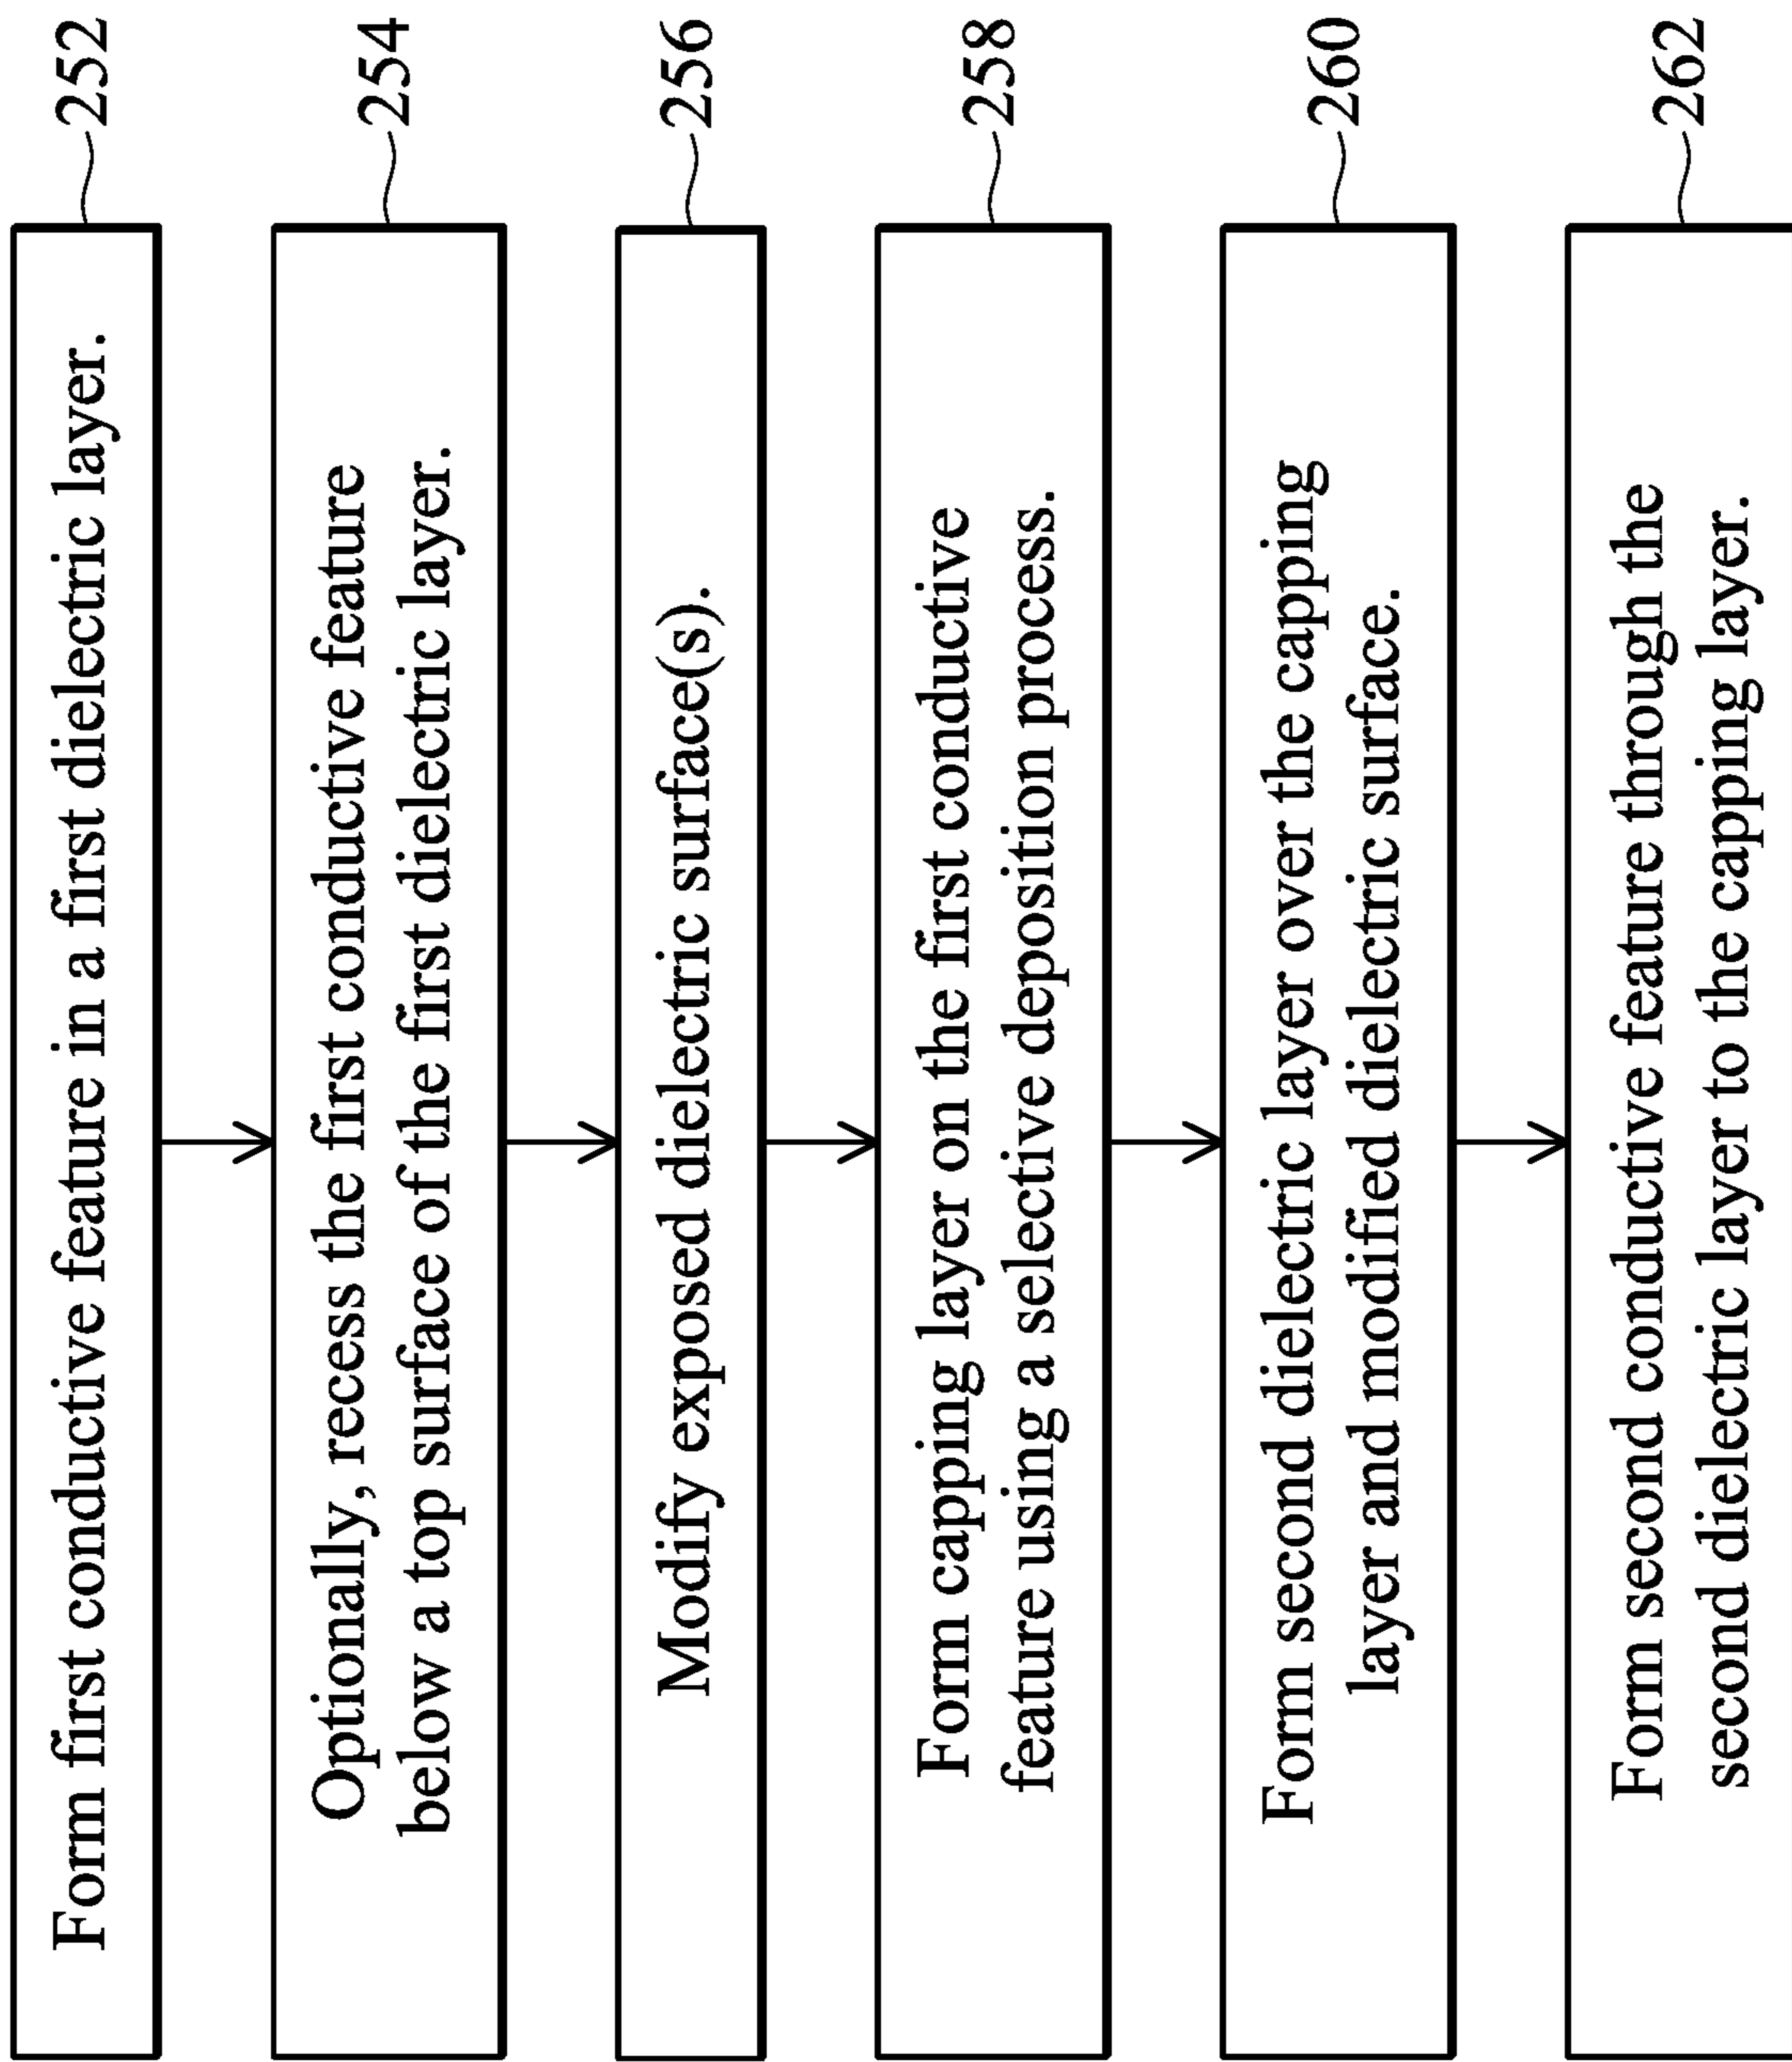 Form first conductive feature in a first dielectric layer.
252
Optionally, recess the first conductive feature
below a top surface of the first dielectric layer.
254
Modify exposed dielectric surface(s).
256
Form capping layer on the first conductive
feature using a selective deposition process.
258
Form second dielectric layer over the capping
layer and modified dielectric surface.
260
Form second conductive feature through the
second dielectric layer to the capping layer.
262